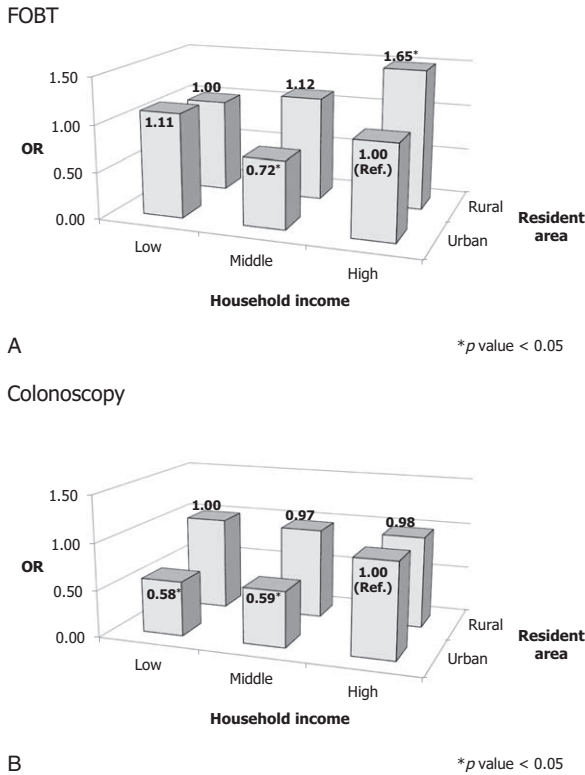 FOBT
1.50
1.00
0.50
0.00
OR
1.00
1.12
1.65*
1.11
0.72*
1.00
(Ref.)
Low
Middle
High
Rural
Urban
Resident
area
Household income
A
*p value < 0.05
Colonoscopy
1.50
1.00
0.50
0.00
OR
1.00
0.97
0.98
0.58*
0.59*
1.00
(Ref.)
Low
Middle
High
Rural
Urban
Resident
area
Household income
B
*p value < 0.05